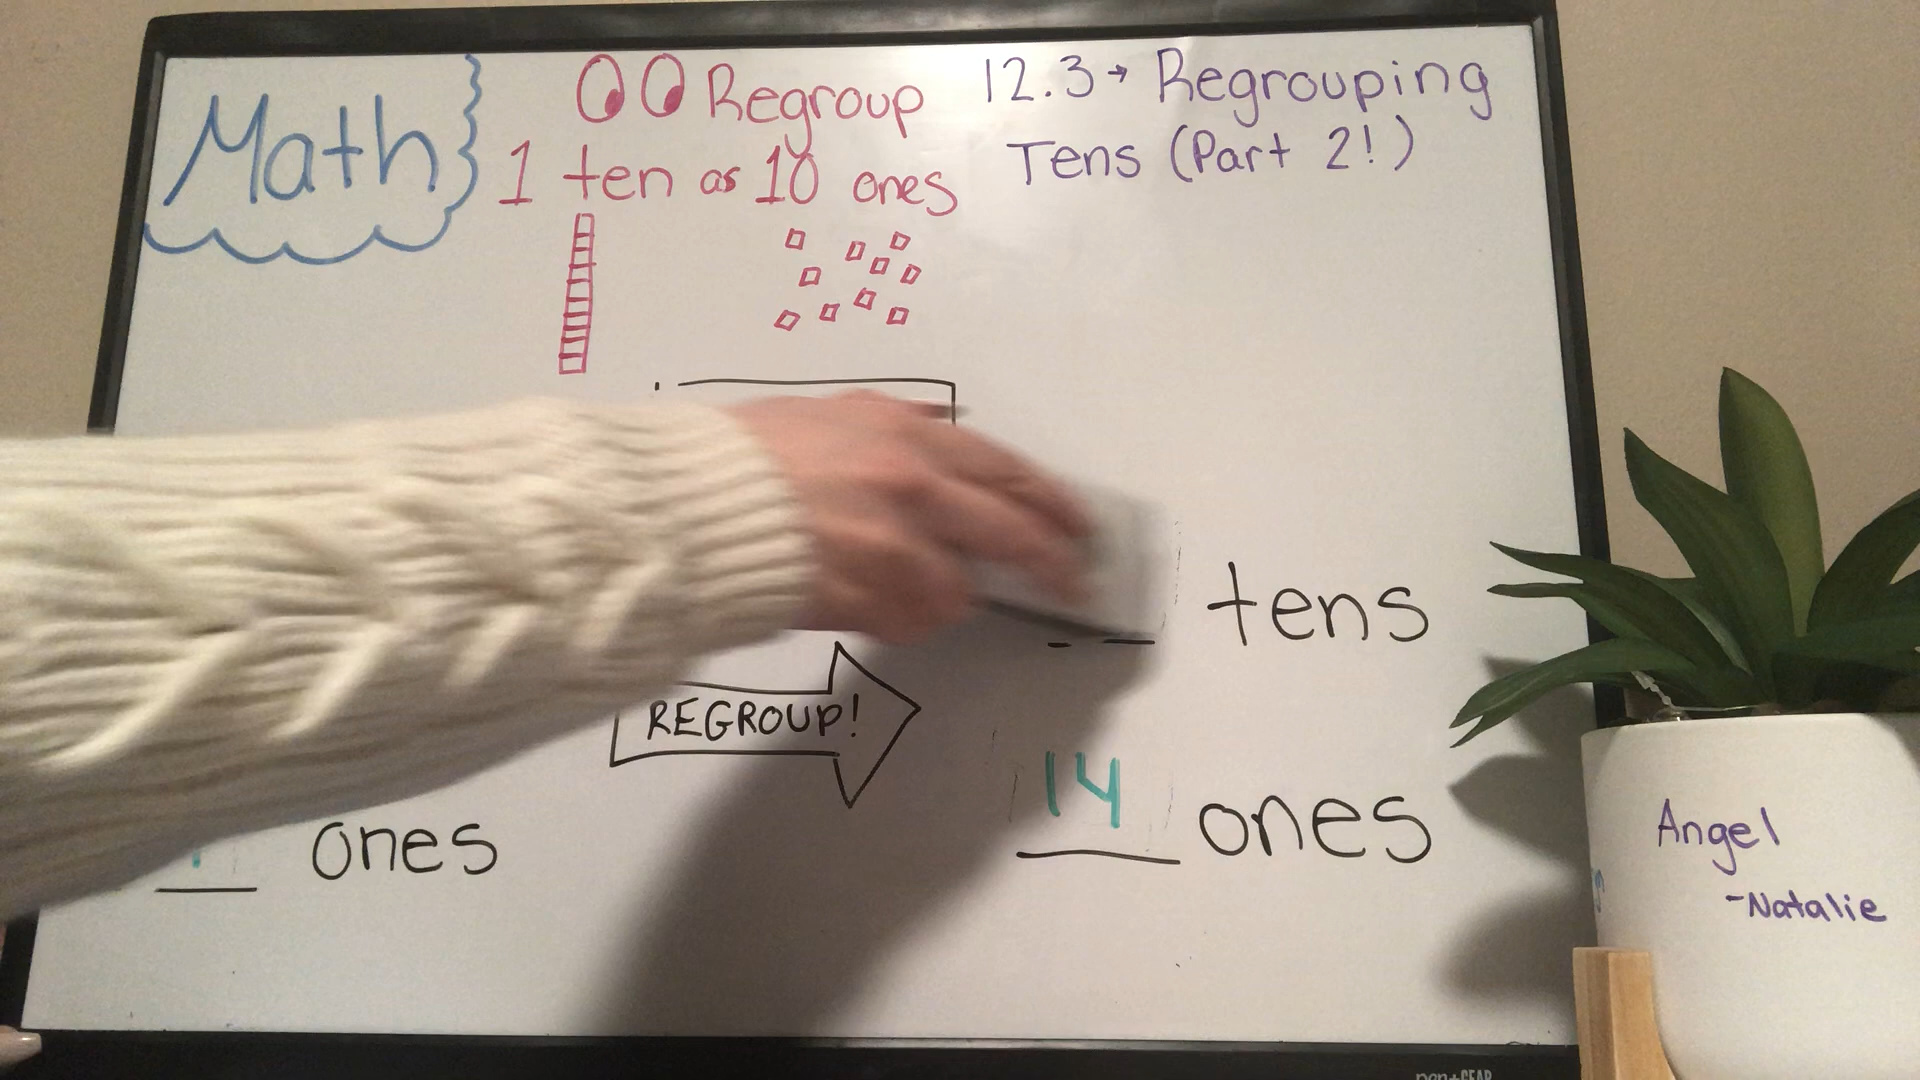 Math
Regroup
1 ten as 10 ones
12.3→ Regrouping
Tens (Part 2!)
tens
REGROUP!
14 ones
ones
Angel
-Natalie